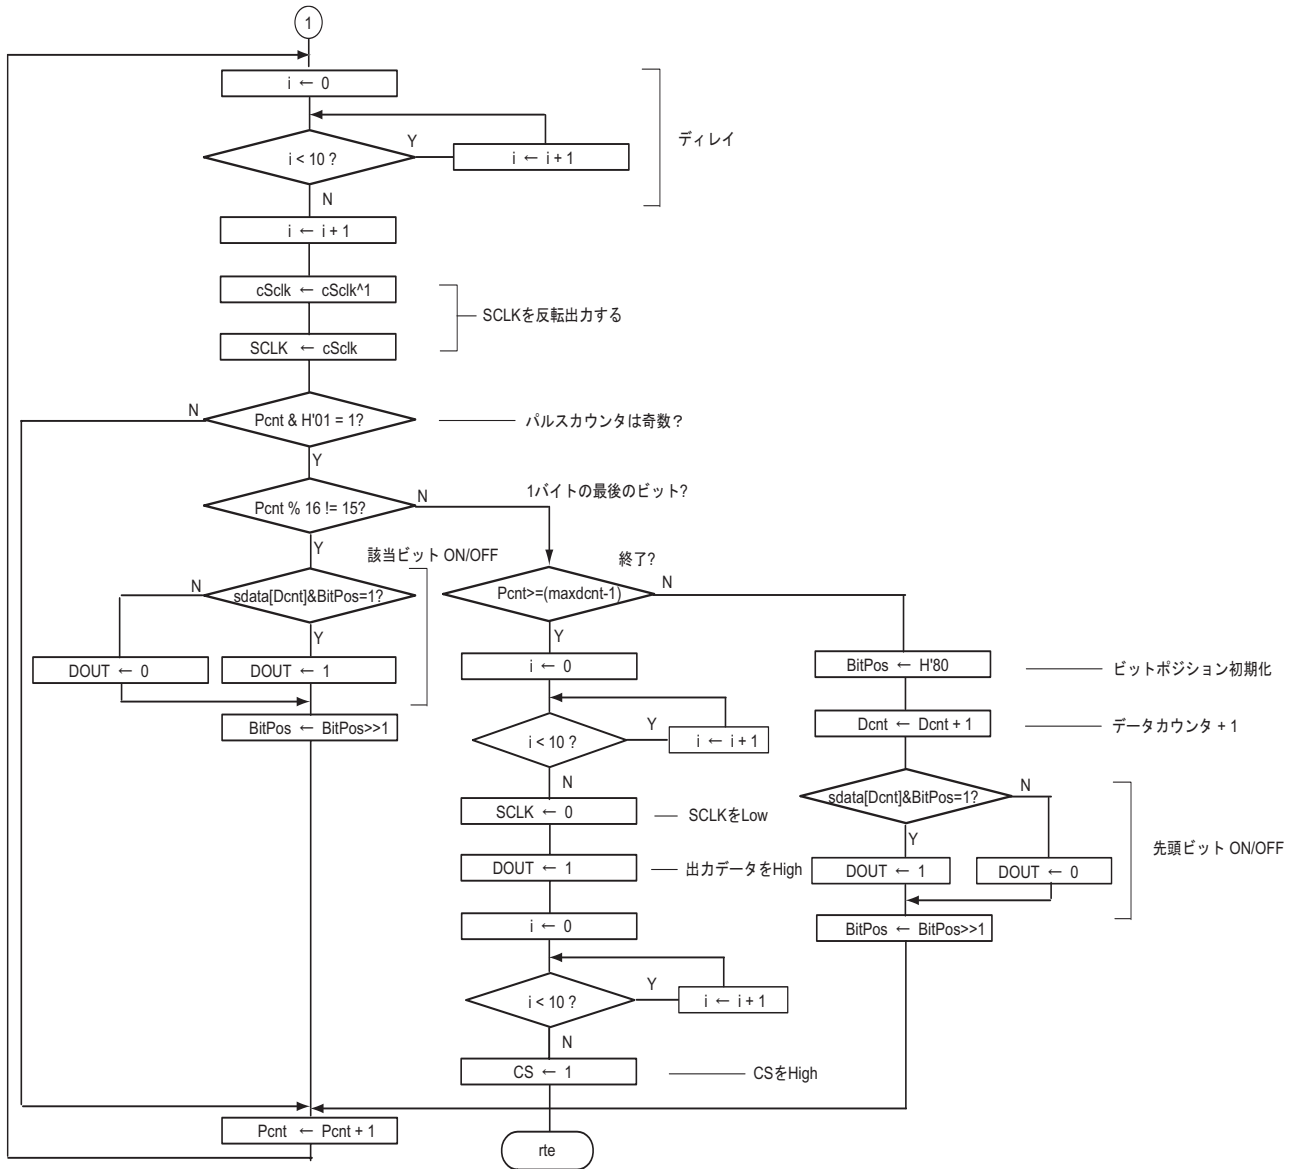 1
i ← 0
i < 10 ?
Y
i ← i + 1
ディレイ
N
i ← i + 1
cSclk ← cSclk^1
SCLKを反転出力する
SCLK ← cSclk
N
Pcnt & H'01 = 1?
パルスカウンタは奇数？
Y
Pcnt % 16 != 15?
N
1バイトの最後のビット?
Y
該当ビット ON/OFF
終了?
N
sdata[Dcnt]&BitPos=1?
Pcnt>=(maxdcnt-1)
N
Y
Y
DOUT ← 0
DOUT ← 1
i ← 0
BitPos ← H'80
ビットポジション初期化
BitPos ← BitPos>>1
i < 10 ?
Y
i ← i + 1
Dcnt ← Dcnt + 1
データカウンタ + 1
N
sdata[Dcnt]&BitPos=1?
N
SCLK ← 0
SCLKをLow
Y
先頭ビット ON/OFF
DOUT ← 1
出力データをHigh
DOUT ← 1
DOUT ← 0
i ← 0
BitPos ← BitPos>>1
i < 10 ?
Y
i ← i + 1
N
CS ← 1
CSをHigh
Pcnt ← Pcnt + 1
rte